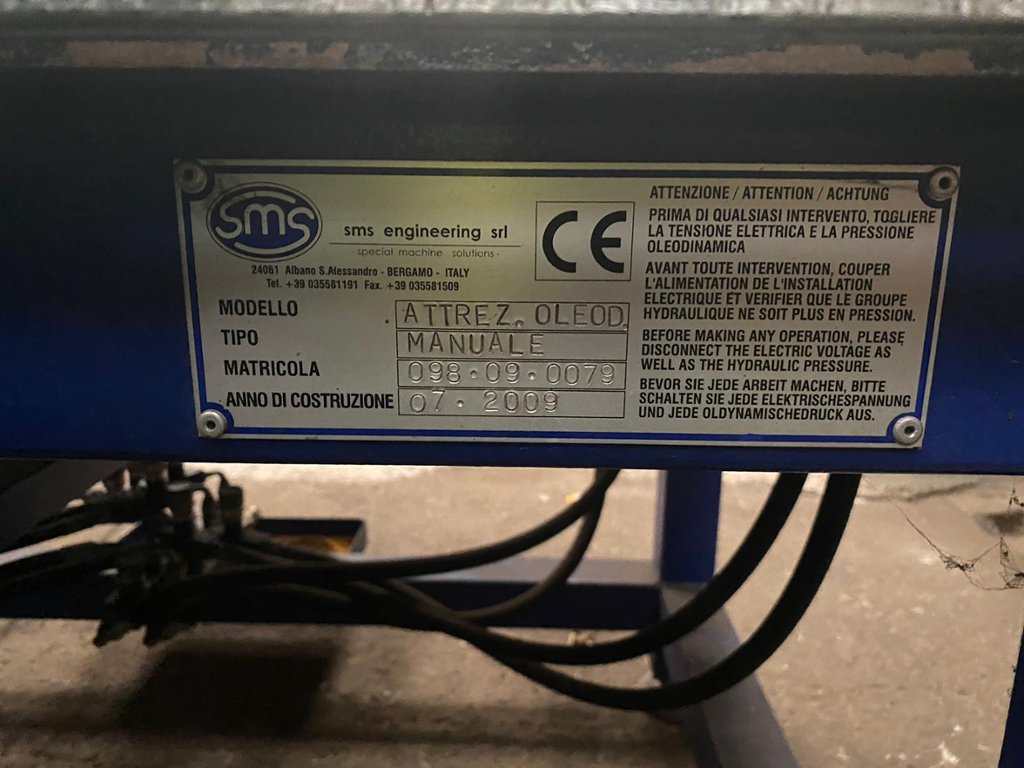 sms
sms engineering srl
- special machine solutions -
24061 Albano S.Alessandro - BERGAMO - ITALY
Tel. +39 035581191 Fax. +39 035581509
CE
MODELLO ATTREZ. OLEOD.
TIPO MANUALE
MATRICOLA 098.09.0079
ANNO DI COSTRUZIONE 07. 2009
ATTENZIONE / ATTENTION / ACHTUNG
PRIMA DI QUALSIASI INTERVENTO, TOGLIERE
LA TENSIONE ELETTRICA E LA PRESSIONE
OLEODINAMICA
AVANT TOUTE INTERVENTION, COUPER
L'ALIMENTATION DE L'INSTALLATION
ELECTRIQUE ET VERIFIER QUE LE GROUPE
HYDRAULIQUE NE SOIT PLUS EN PRESSION.
BEFORE MAKING ANY OPERATION, PLEASE
DISCONNECT THE ELECTRIC VOLTAGE AS
WELL AS THE HYDRAULIC PRESSURE.
BEVOR SIE JEDE ARBEIT MACHEN, BITTE
SCHALTEN SIE JEDE ELEKTRISCHESPANNUNG
UND JEDE OLDYNAMISCHEDRUCK AUS.